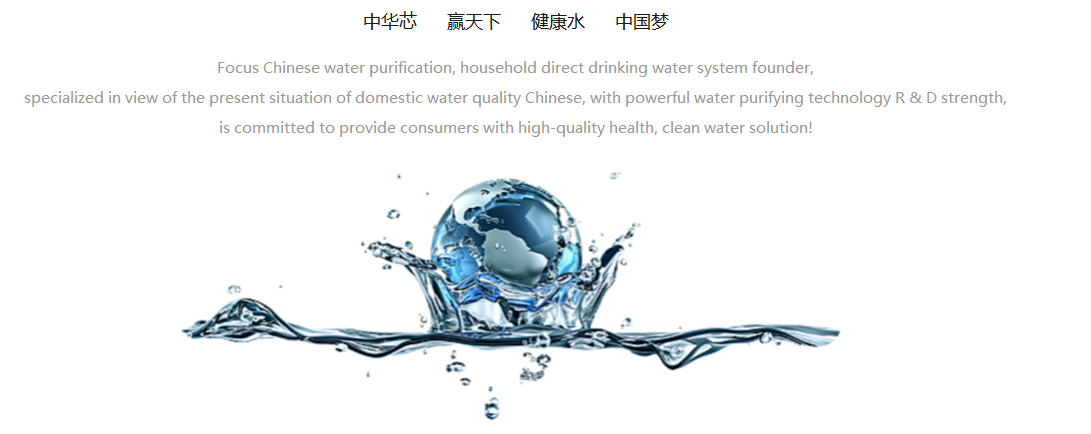 中华芯 赢天下 健康水 中国梦
Focus Chinese water purification, household direct drinking water system founder,
specialized in view of the present situation of domestic water quality Chinese, with powerful water purifying technology R & D strength,
is committed to provide consumers with high-quality health, clean water solution!